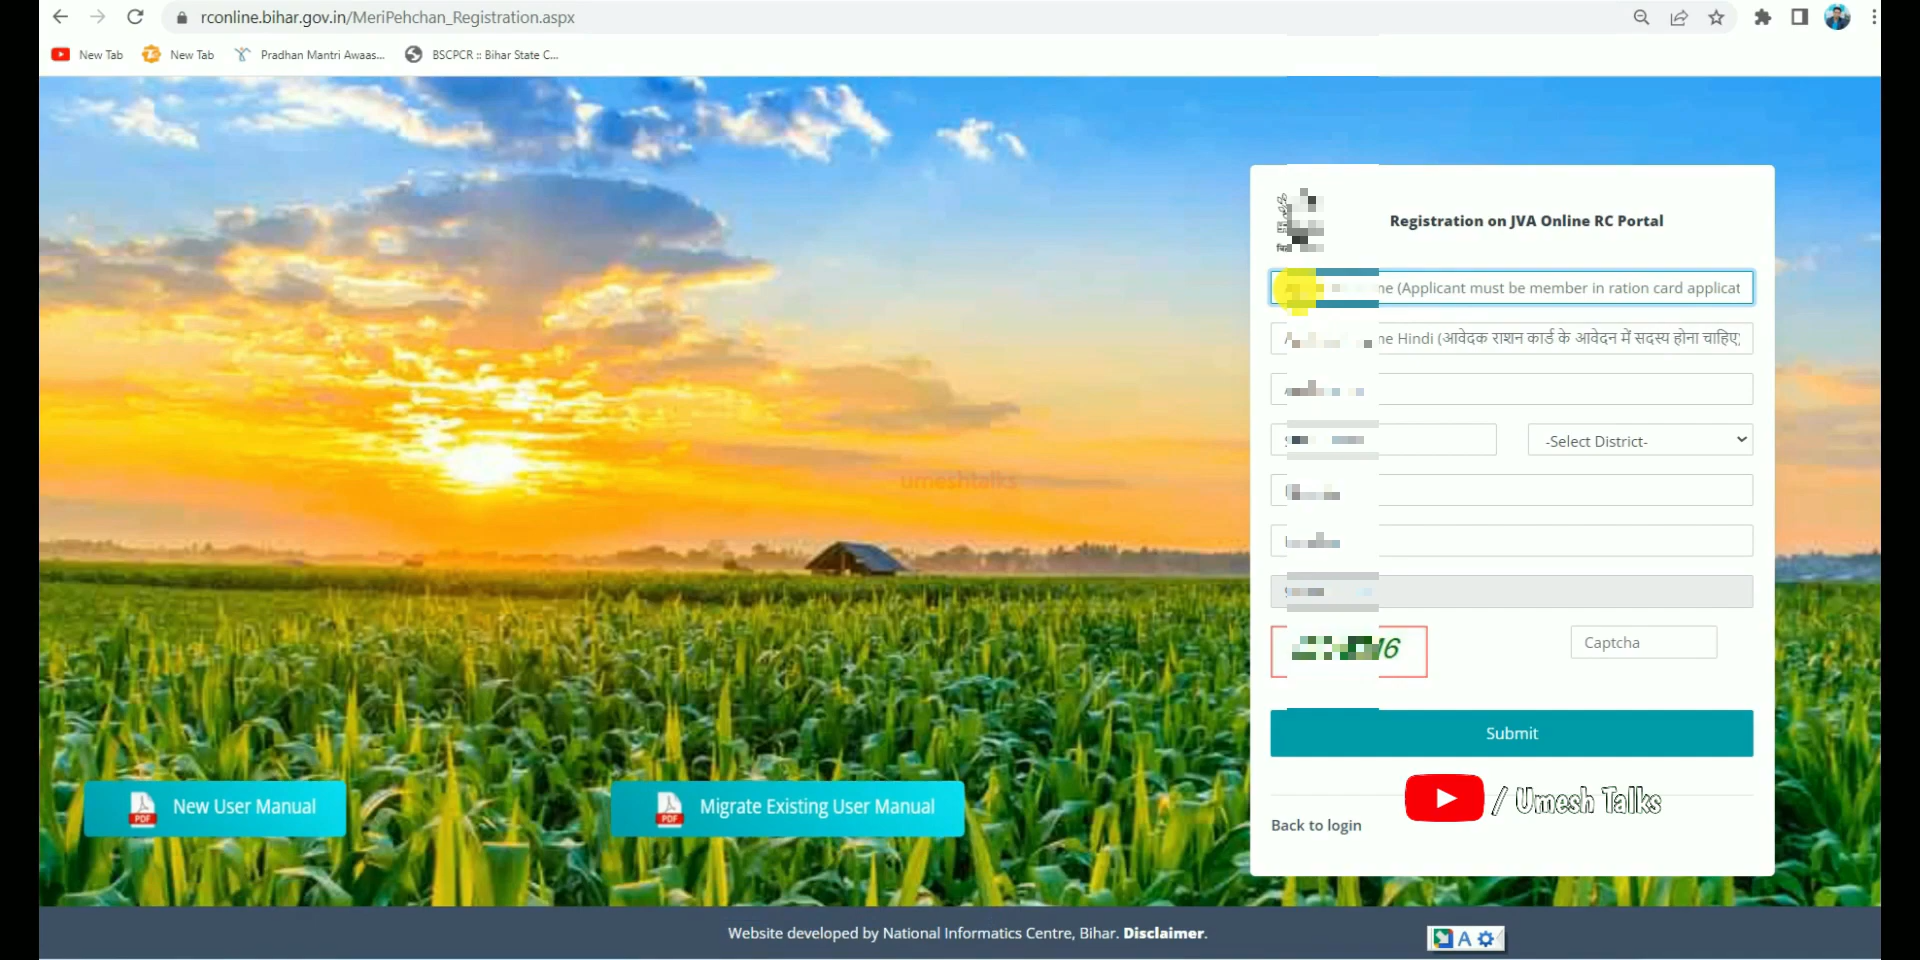 rconline.bihar.gov.in/MeriPehchan_Registration.aspx
New Tab
New Tab
Pradhan Mantri Awaas...
BSCPCR :: Bihar State C...
Registration on JVA Online RC Portal
(Applicant must be member in ration card applicat
Hindi (आवेदक राशन कार्ड के आवेदन में सदस्य होना चाहिए)
-Select District-
umeshtalks
Captcha
Submit
New User Manual
Migrate Existing User Manual
/ Umesh Talks
Back to login
Website developed by National Informatics Centre, Bihar. Disclaimer.